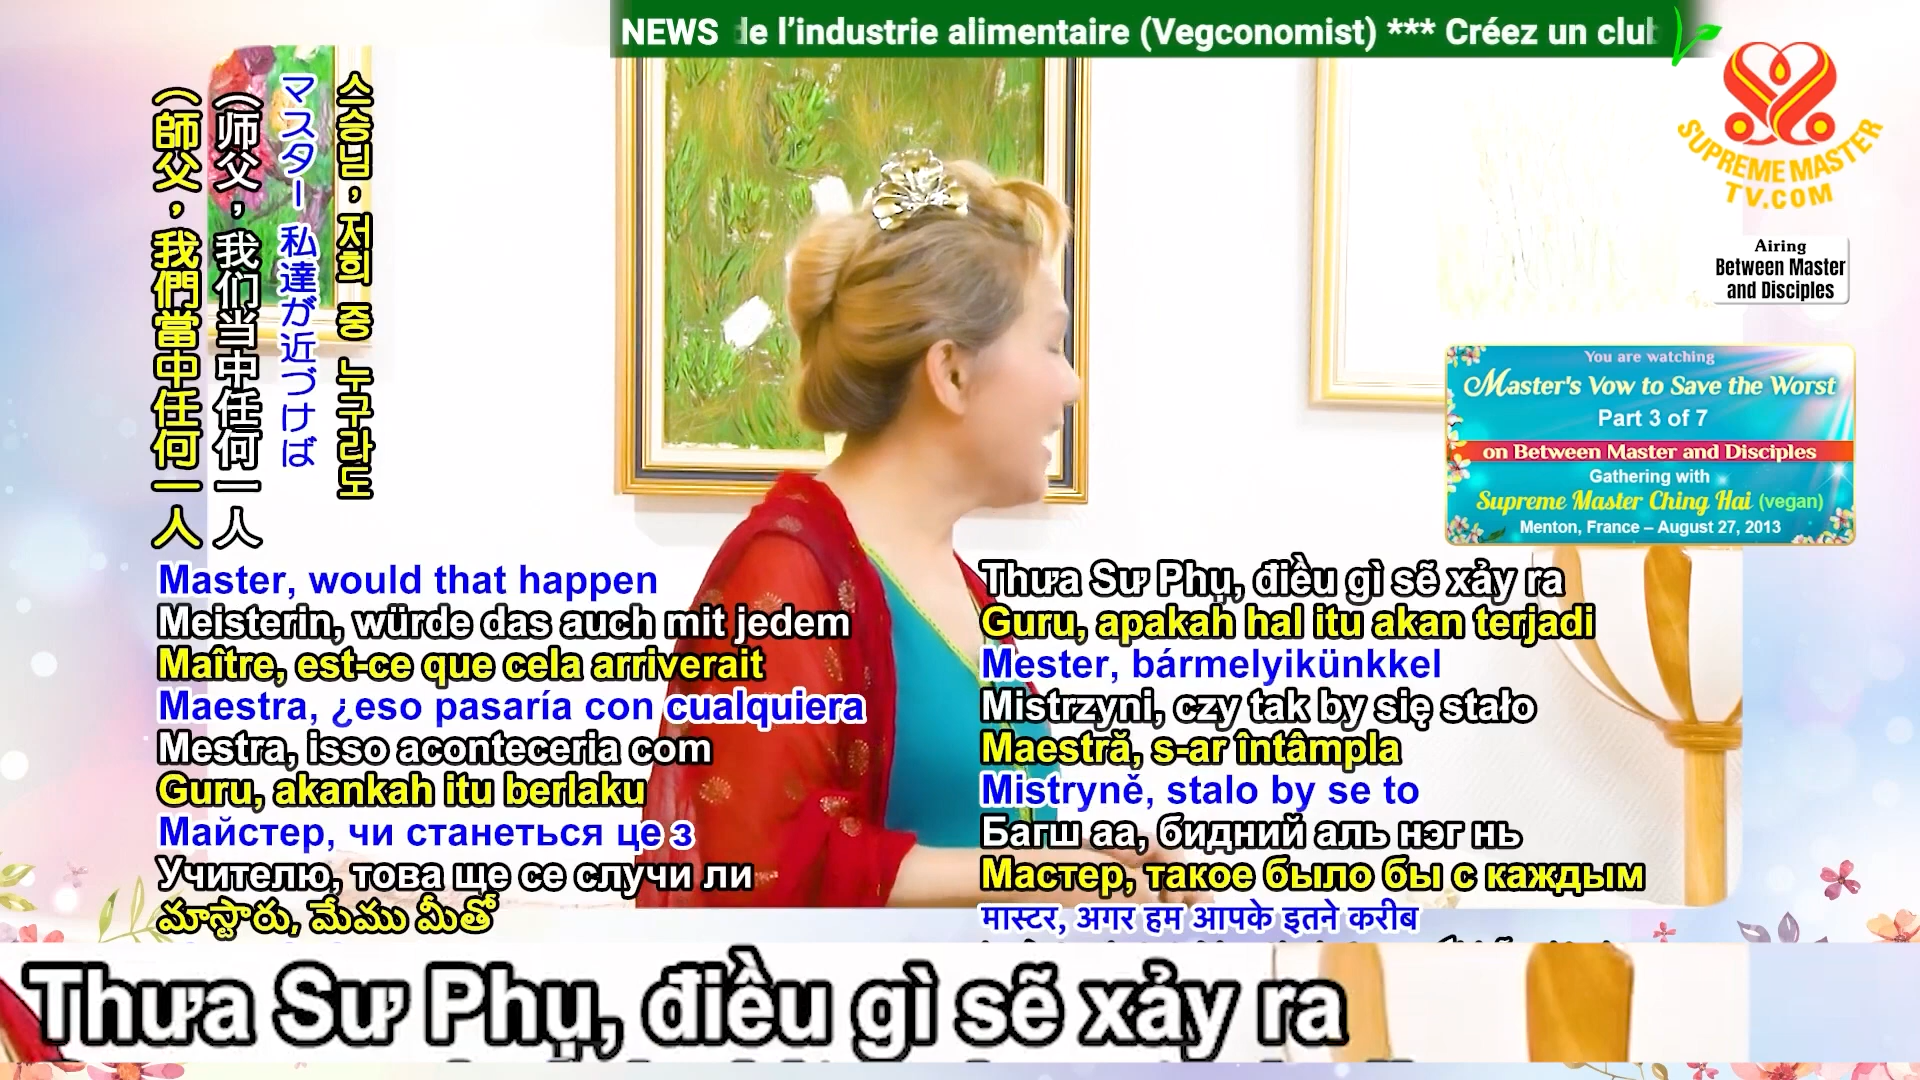 NEWS de l’industrie alimentaire (Vegconomist) *** Créez un club
SUPREME MASTER
TV.COM
Airing
Between Master
and Disciples
You are watching
Master's Vow to Save the Worst
Part 3 of 7
on Between Master and Disciples
Gathering with
Supreme Master Ching Hai (vegan)
Menton, France – August 27, 2013
스승님, 저희 중 누구라도
マスター 私達が近づけば
（师父，我们当中任何一人
（師父，我們當中任何一人
Master, would that happen
Meisterin, würde das auch mit jedem
Maître, est-ce que cela arriverait
Maestra, ¿eso pasaría con cualquiera
Mestra, isso aconteceria com
Guru, akankah itu berlaku
Майстер, чи станеться це з
Учителю, това ще се случи ли
మాస్టారు, మేము మీతో
Thưa Sư Phụ, điều gì sẽ xảy ra
Guru, apakah hal itu akan terjadi
Mester, bármelyikünkkel
Mistrzyni, czy tak by się stało
Maestră, s-ar întâmpla
Mistryně, stalo by se to
Багш аа, бидний аль нэг нь
Мастер, такое было бы с каждым
मास्टर, अगर हम आपके इतने करीब
Thưa Sư Phụ, điều gì sẽ xảy ra